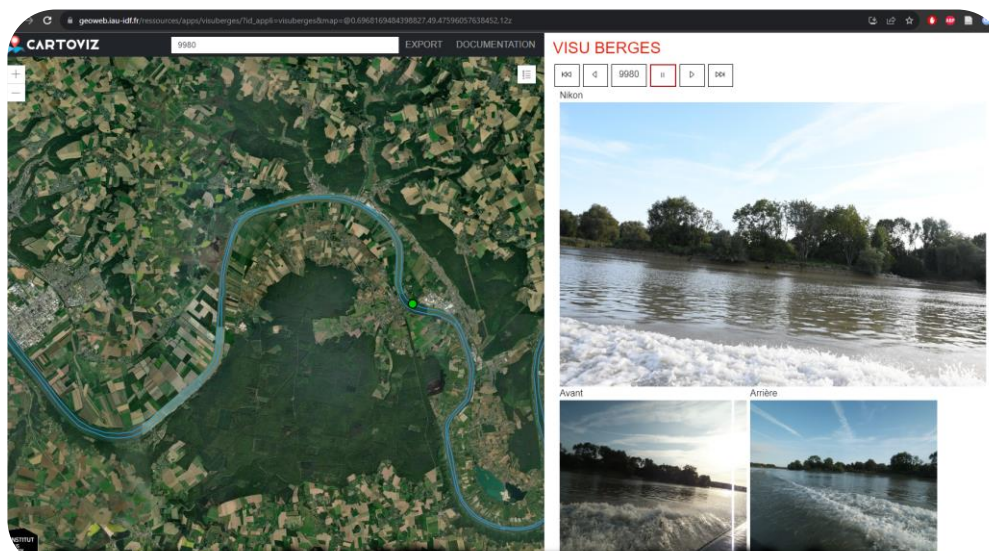 geoweb.iau-idf.fr/ressources/apps/visuberges/?id_appli=visuberges&map=@0.6968169484398827,49.47596057638452,12z
CARTOVIZ
9980
EXPORT
DOCUMENTATION
+
−
VISU BERGES
9980
Nikon
Avant
Arrière
INSTITUT